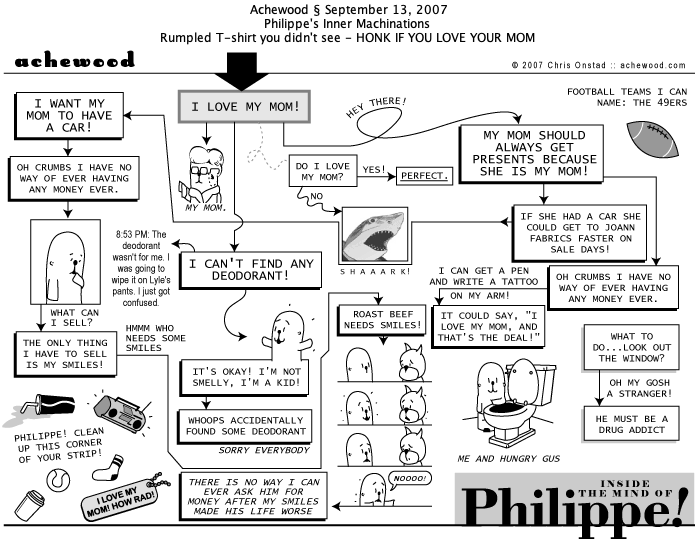 Achewood § September 13, 2007
Philippe's Inner Machinations
Rumpled T-shirt you didn't see - HONK IF YOU LOVE YOUR MOM
achewood
© 2007 Chris Onstad :: achewood.com
I WANT MY
MOM TO HAVE
A CAR!
I LOVE MY MOM!
HEY THERE!
FOOTBALL TEAMS I CAN
NAME: THE 49ERS
MY MOM SHOULD
ALWAYS GET
PRESENTS BECAUSE
SHE IS MY MOM!
OH CRUMBS I HAVE NO
WAY OF EVER HAVING
ANY MONEY EVER.
MY MOM.
DO I LOVE
MY MOM?
YES!
PERFECT.
NO
SHAAARK!
IF SHE HAD A CAR SHE
COULD GET TO JOANN
FABRICS FASTER ON
SALE DAYS!
8:53 PM: The
deodorant
wasn't for me. I
was going to
wipe it on Lyle's
pants. I just got
confused.
I CAN'T FIND ANY
DEODORANT!
I CAN GET A PEN
AND WRITE A TATTOO
ON MY ARM!
OH CRUMBS I HAVE NO
WAY OF EVER HAVING
ANY MONEY EVER.
WHAT CAN
I SELL?
THE ONLY THING
I HAVE TO SELL
IS MY SMILES!
HMMM WHO
NEEDS SOME
SMILES
ROAST BEEF
NEEDS SMILES!
IT COULD SAY, "I
LOVE MY MOM, AND
THAT'S THE DEAL!"
WHAT TO
DO...LOOK OUT
THE WINDOW?
OH MY GOSH
A STRANGER!
HE MUST BE A
DRUG ADDICT
IT'S OKAY! I'M NOT
SMELLY, I'M A KID!
WHOOPS ACCIDENTALLY
FOUND SOME DEODORANT
SORRY EVERYBODY
ME AND HUNGRY GUS
PHILIPPE! CLEAN
UP THIS CORNER
OF YOUR STRIP!
I LOVE MY
MOM! HOW RAD!
THERE IS NO WAY I CAN
EVER ASK HIM FOR
MONEY AFTER MY SMILES
MADE HIS LIFE WORSE
NOOOO!
INSIDE
THE MIND OF
Philippe!